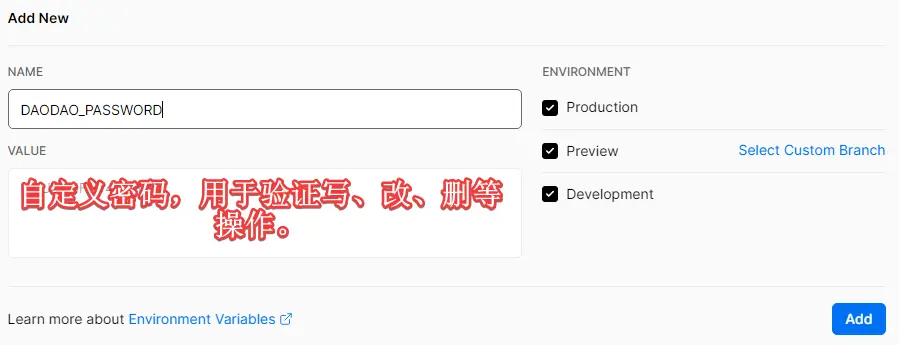 Add New
NAME
ENVIRONMENT
DAODAO_PASSWORD
Production
VALUE
Preview
Select Custom Branch
自定义密码，用于验证写、改、删等
操作。
Development
Learn more about Environment Variables
Add